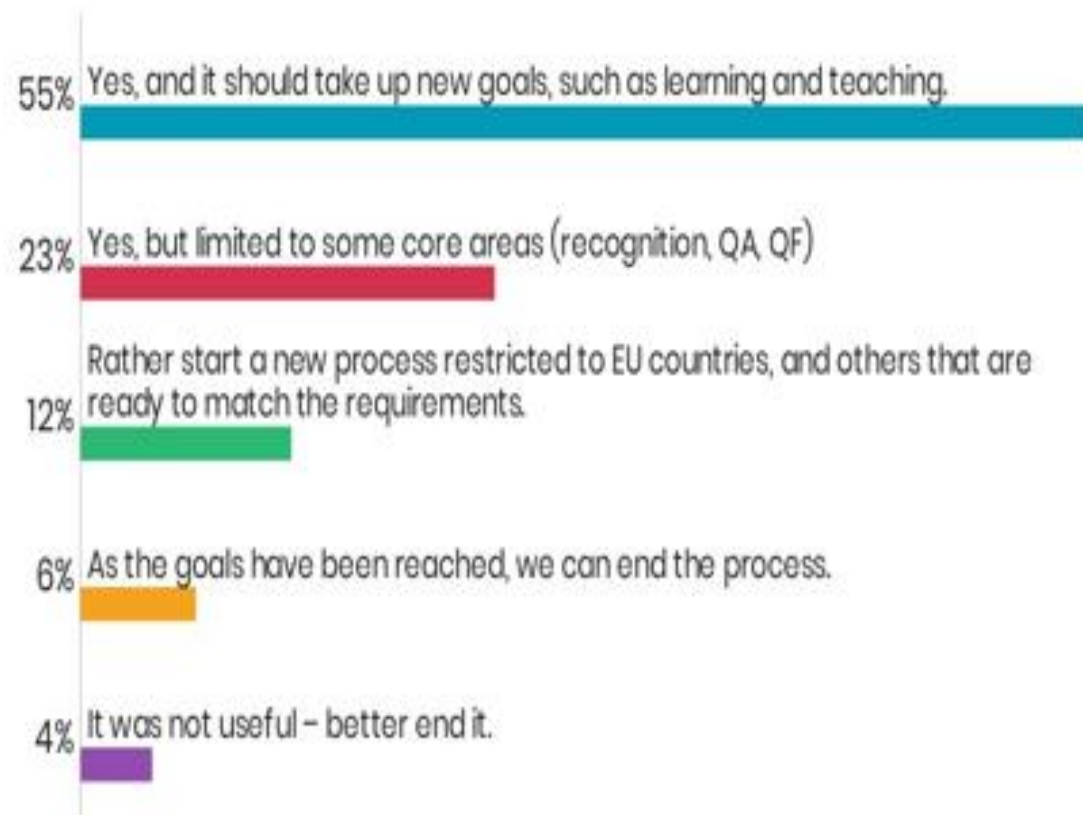 55% Yes, and it should take up new goals, such as learning and teaching.
23% Yes, but limited to some core areas (recognition, QA, QF)
Rather start a new process restricted to EU countries, and others that are
12% ready to match the requirements.
6% As the goals have been reached, we can end the process.
4% It was not useful – better end it.